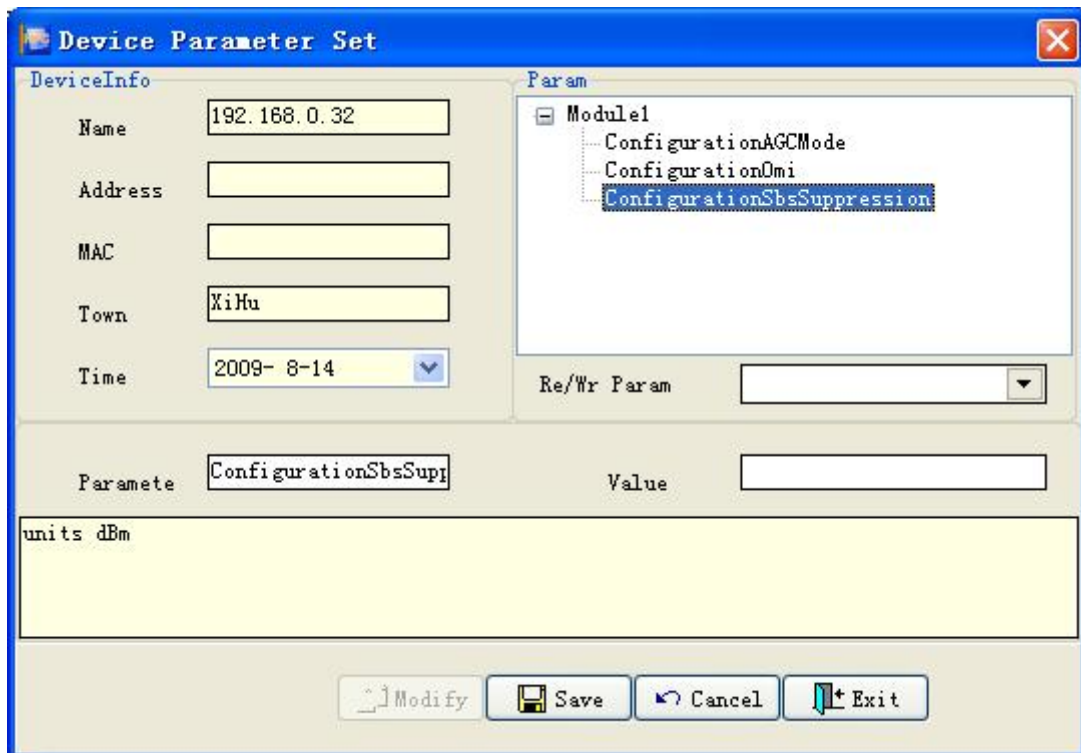 Device Parameter Set
DeviceInfo
Name
192.168.0.32
Address
MAC
Town
XiHu
Time
2009- 8-14
Param
Module1
ConfigurationAGCMode
ConfigurationOmi
ConfigurationSbsSuppression
Re/Wr Param
Paramete
ConfigurationSbsSupp
Value
units dBm
Modify
Save
Cancel
Exit